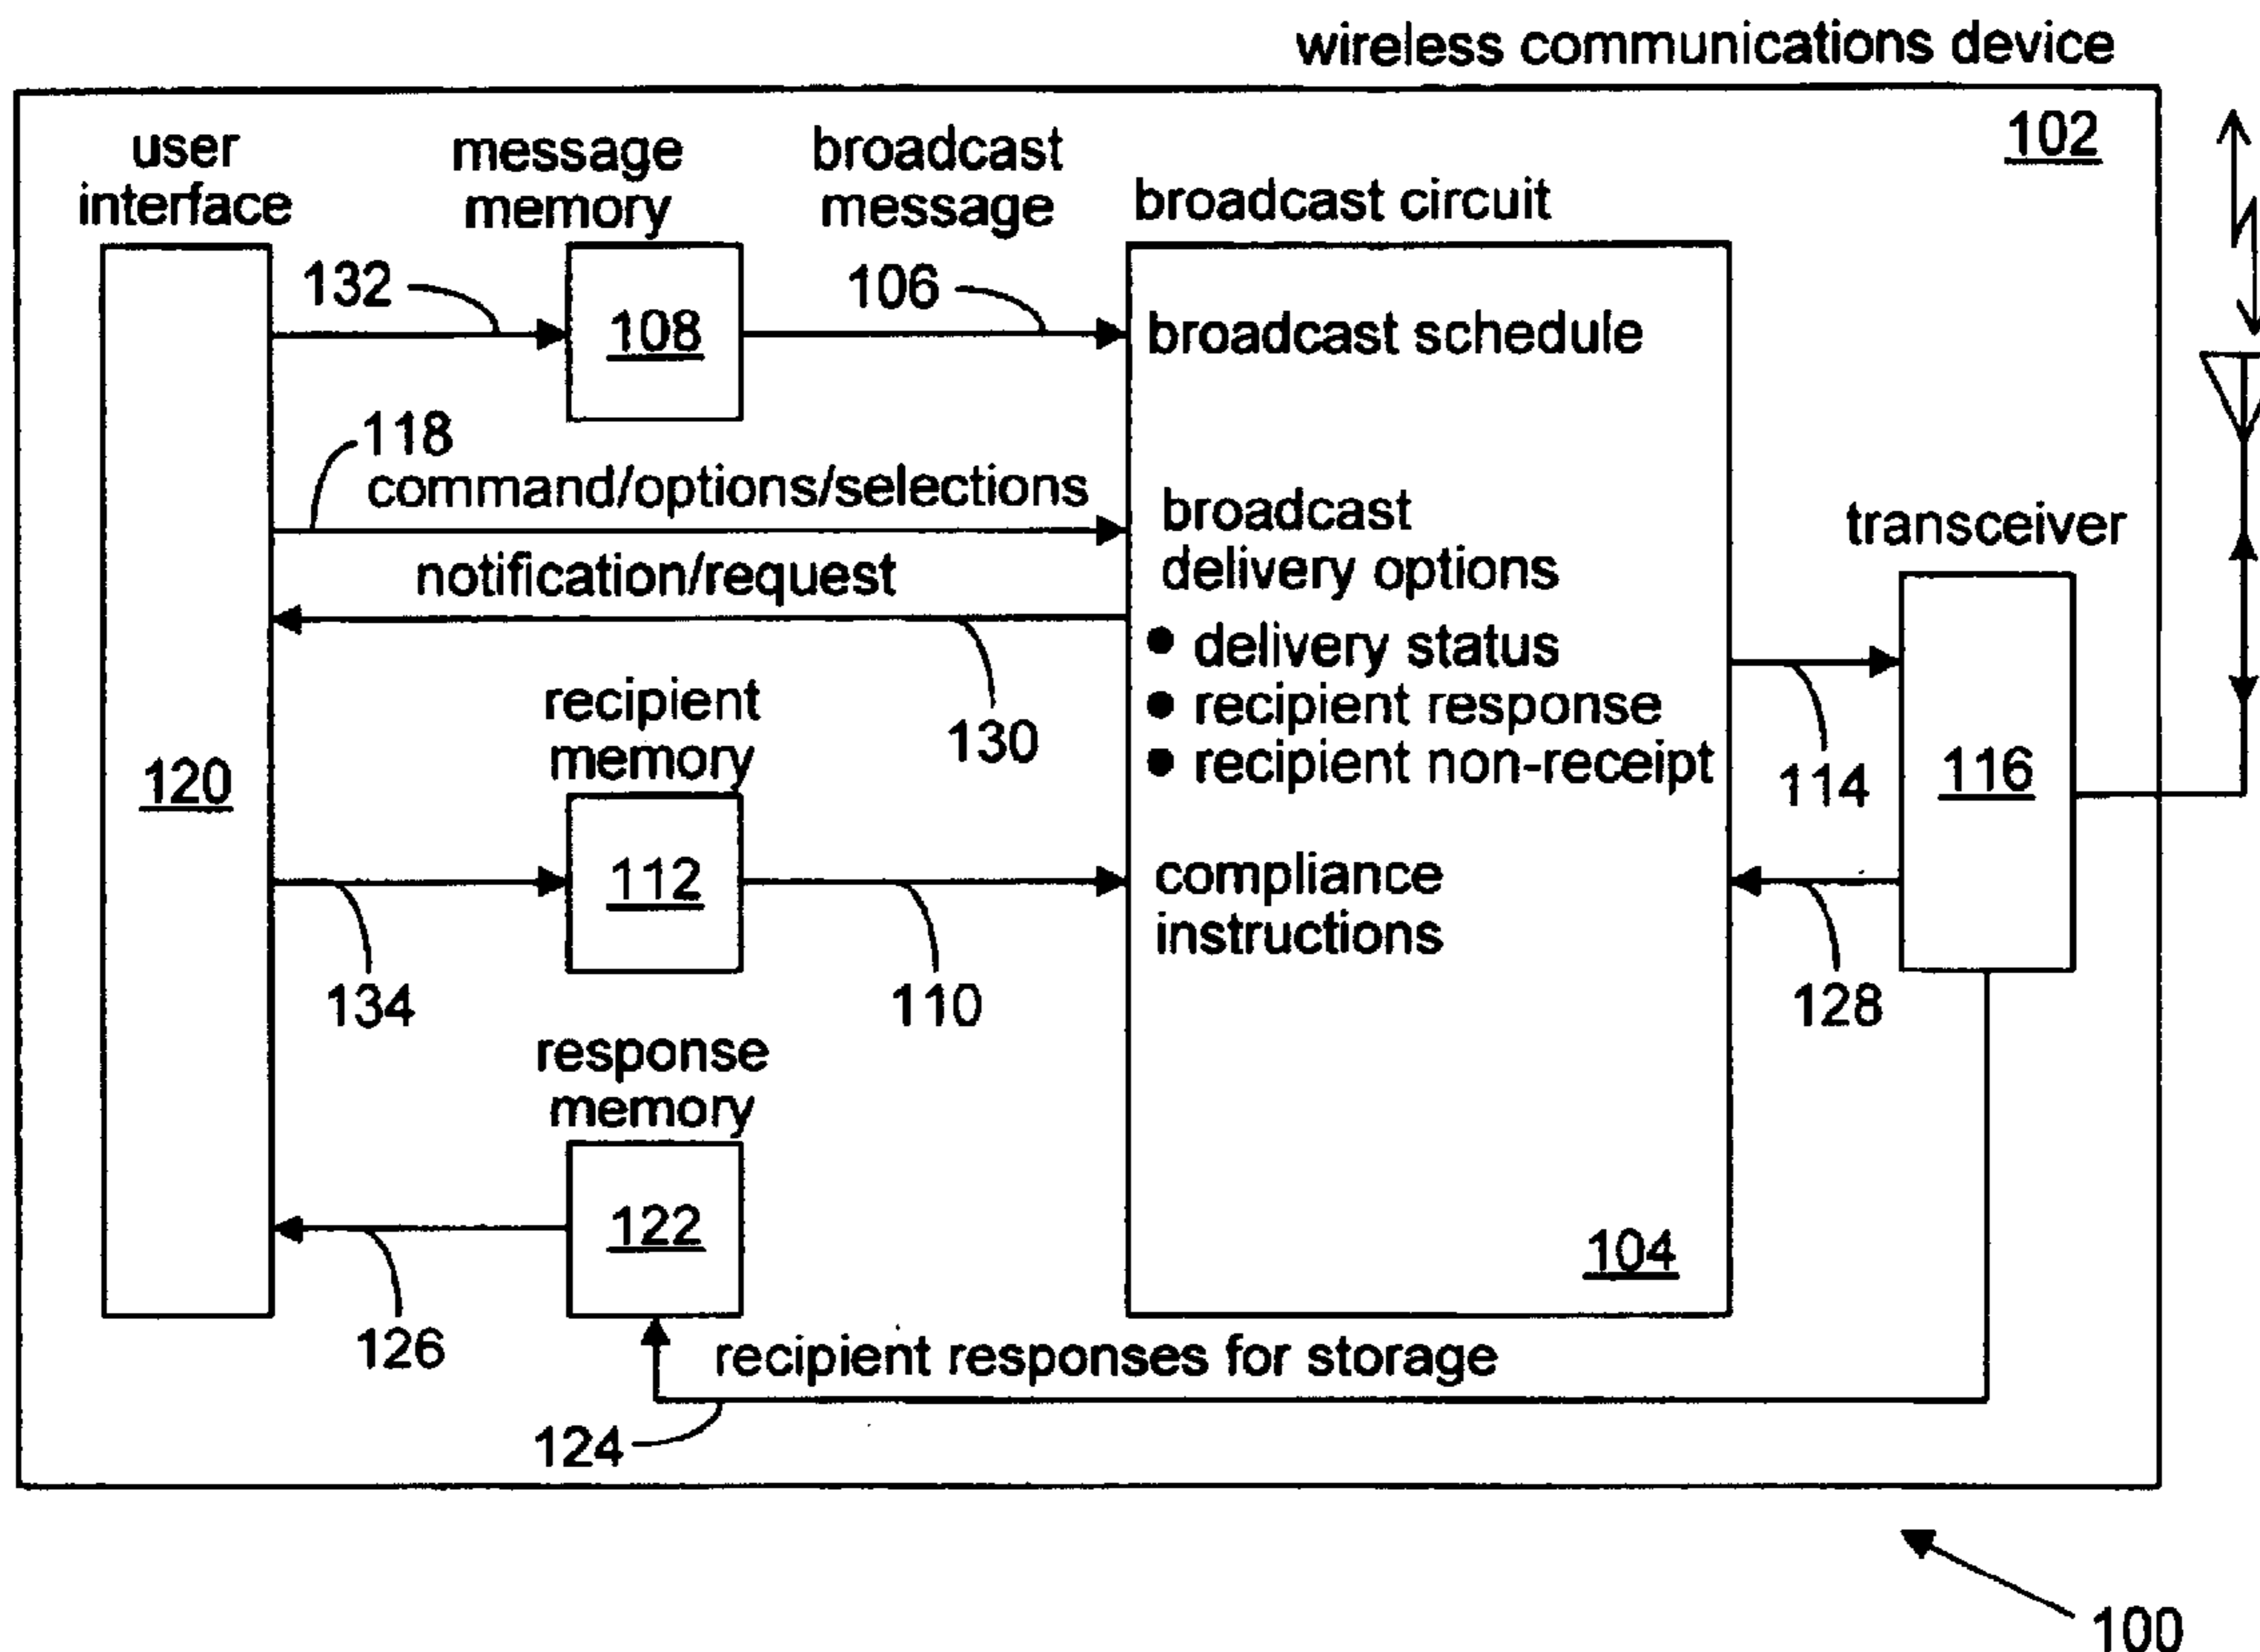 wireless communications device
102
user
interface
message
memory
broadcast
message
broadcast circuit
132
108
106
broadcast schedule
118
command/options/selections
notification/request
130
broadcast
delivery options
● delivery status
● recipient response
● recipient non-receipt
compliance
instructions
transceiver
114
116
128
120
recipient
memory
112
134
110
response
memory
122
126
104
recipient responses for storage
124
100